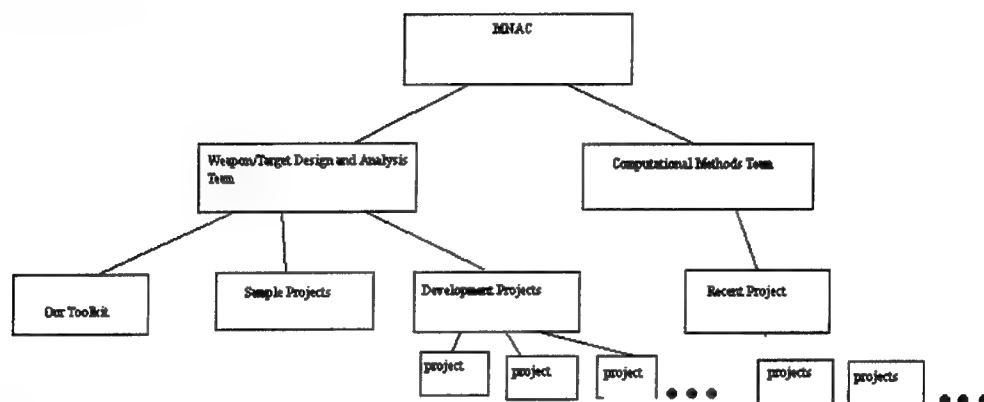 MNAC
Weapon/Target Design and Analysis
Team
Computational Methods Team
Our Toolkit
Sample Projects
Development Projects
Recent Project
project
project
project
projects
projects